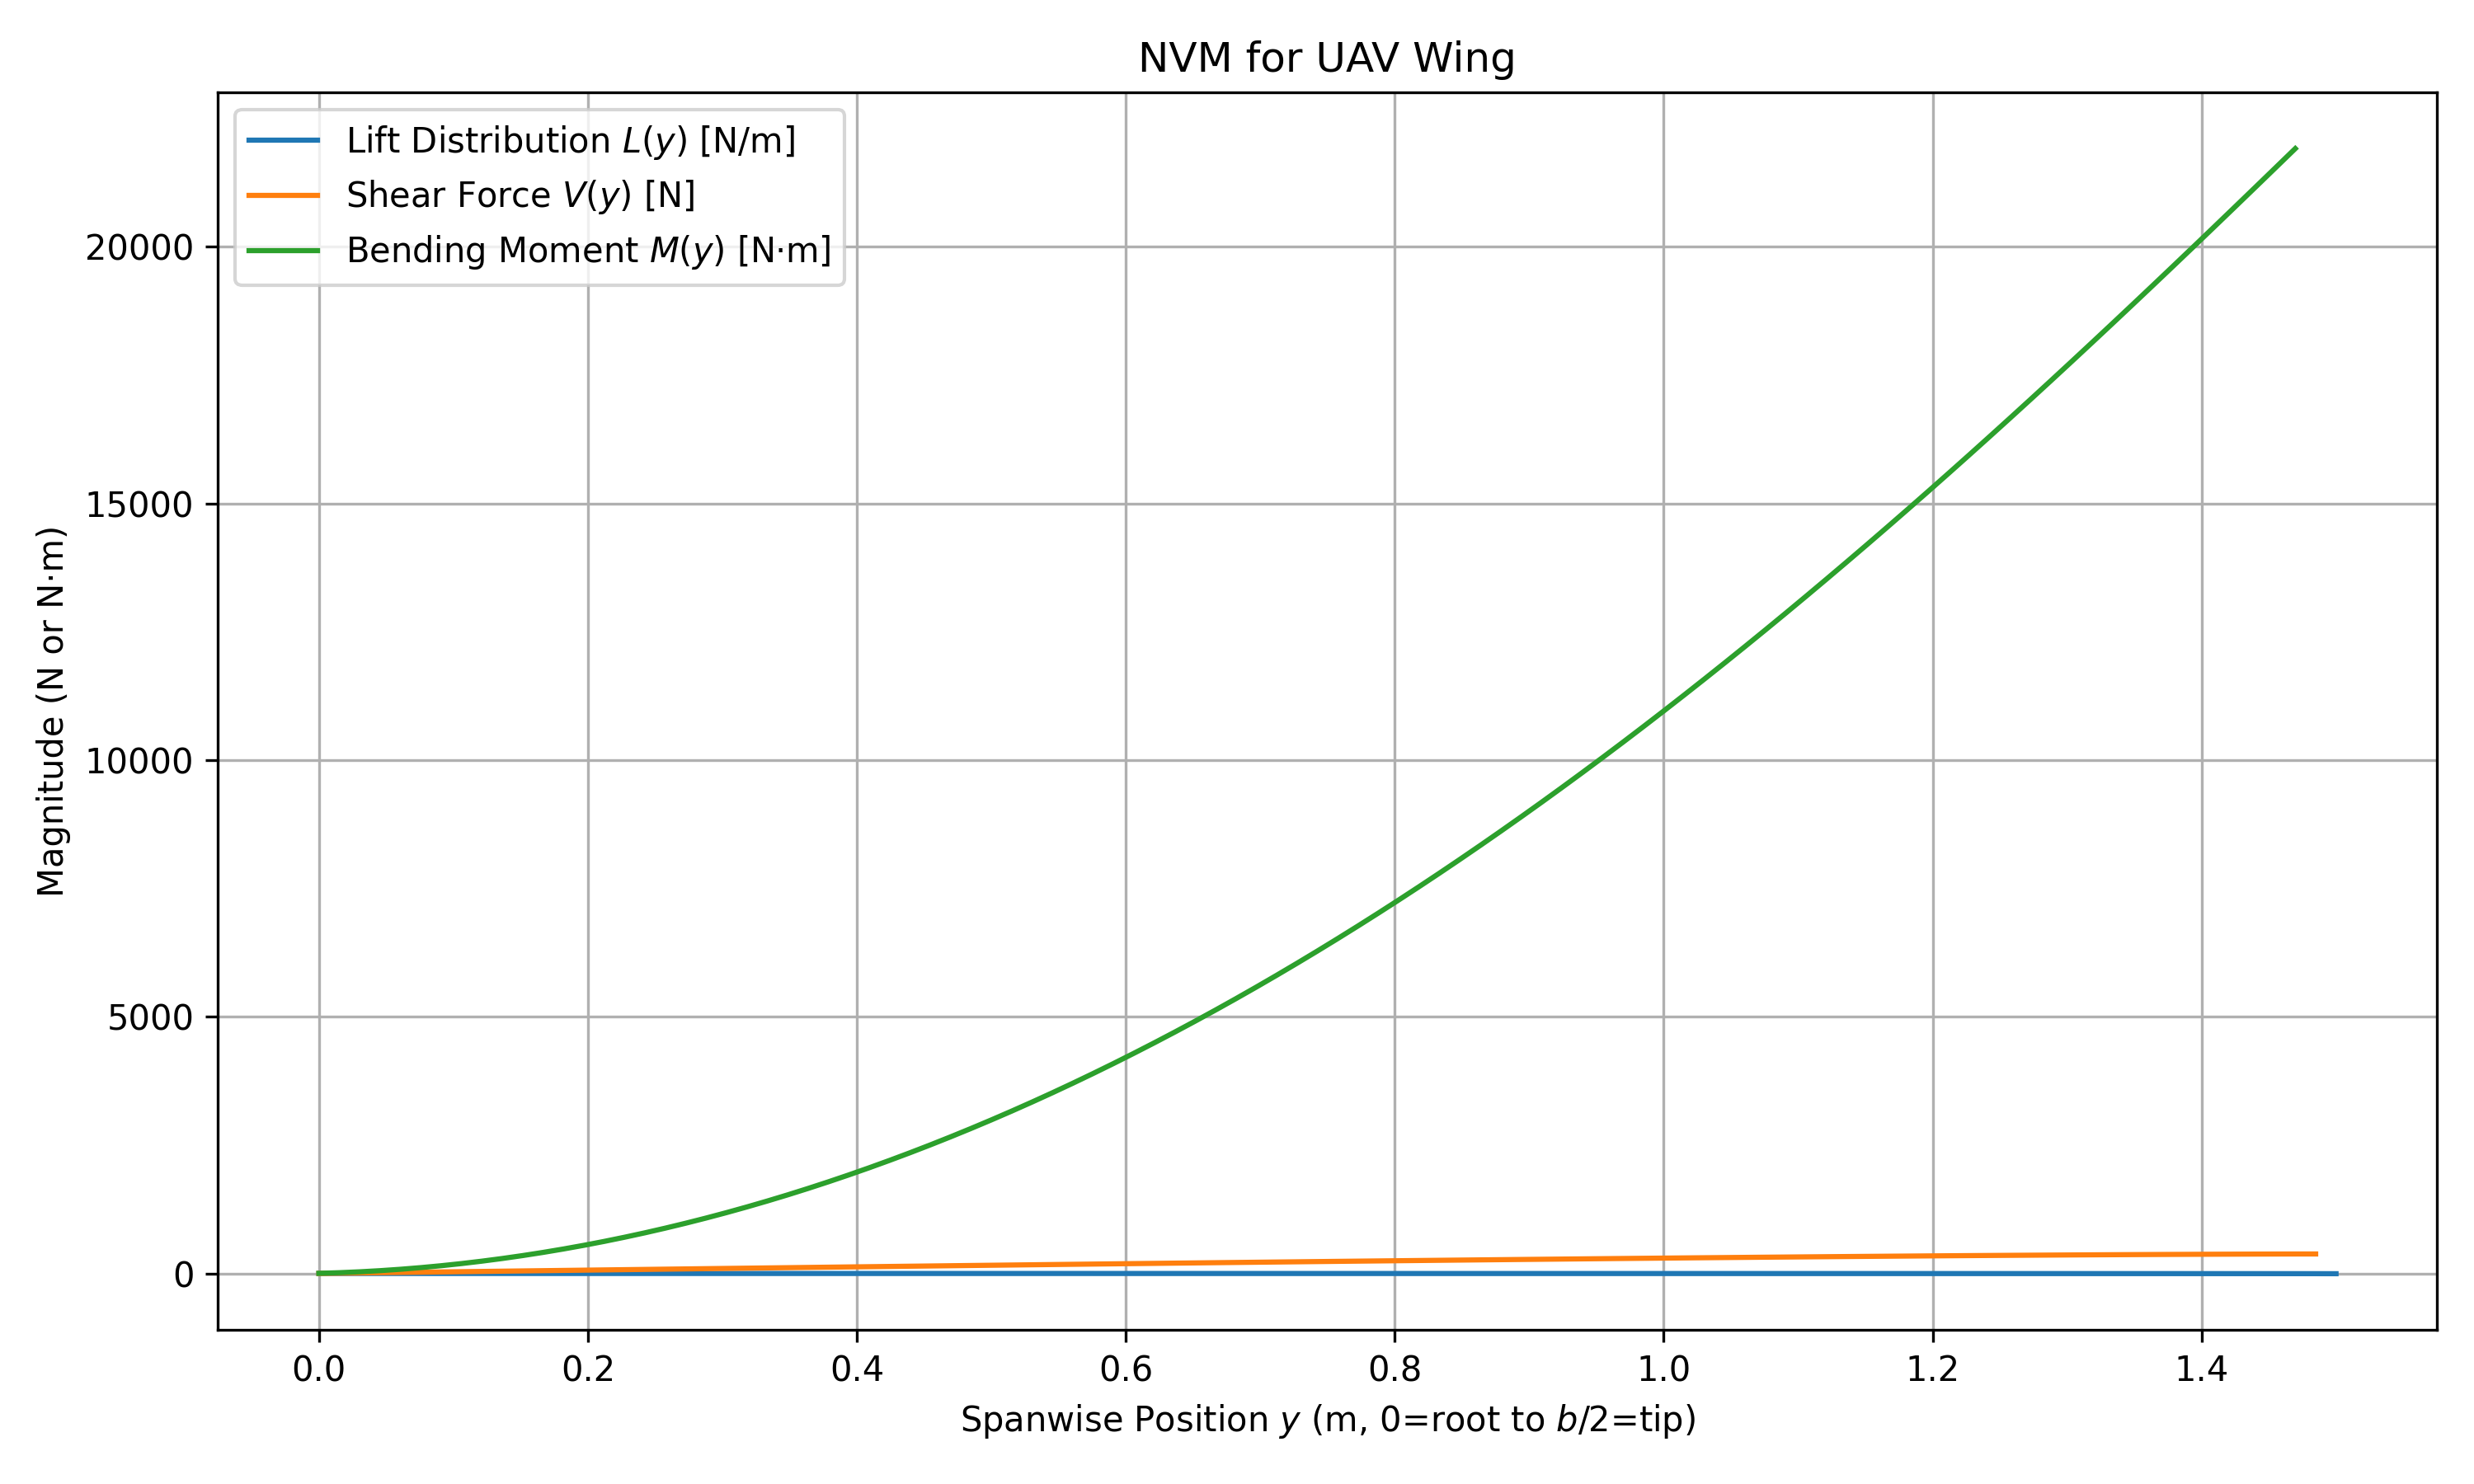 NVM for UAV Wing
Lift Distribution L(y) [N/m]
Shear Force V(y) [N]
Bending Moment M(y) [N·m]
Magnitude (N or N·m)
20000
15000
10000
5000
0
0.0 0.2 0.4 0.6 0.8 1.0 1.2 1.4
Spanwise Position y (m, 0=root to b/2=tip)